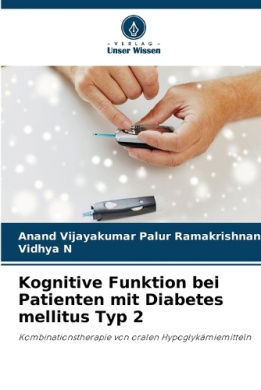 VERLAG
Unser Wissen
Anand Vijayakumar Palur Ramakrishnan
Vidhya N
Kognitive Funktion bei
Patienten mit Diabetes
mellitus Typ 2
Kombinationstherapie von oralen Hypoglykämiemitteln